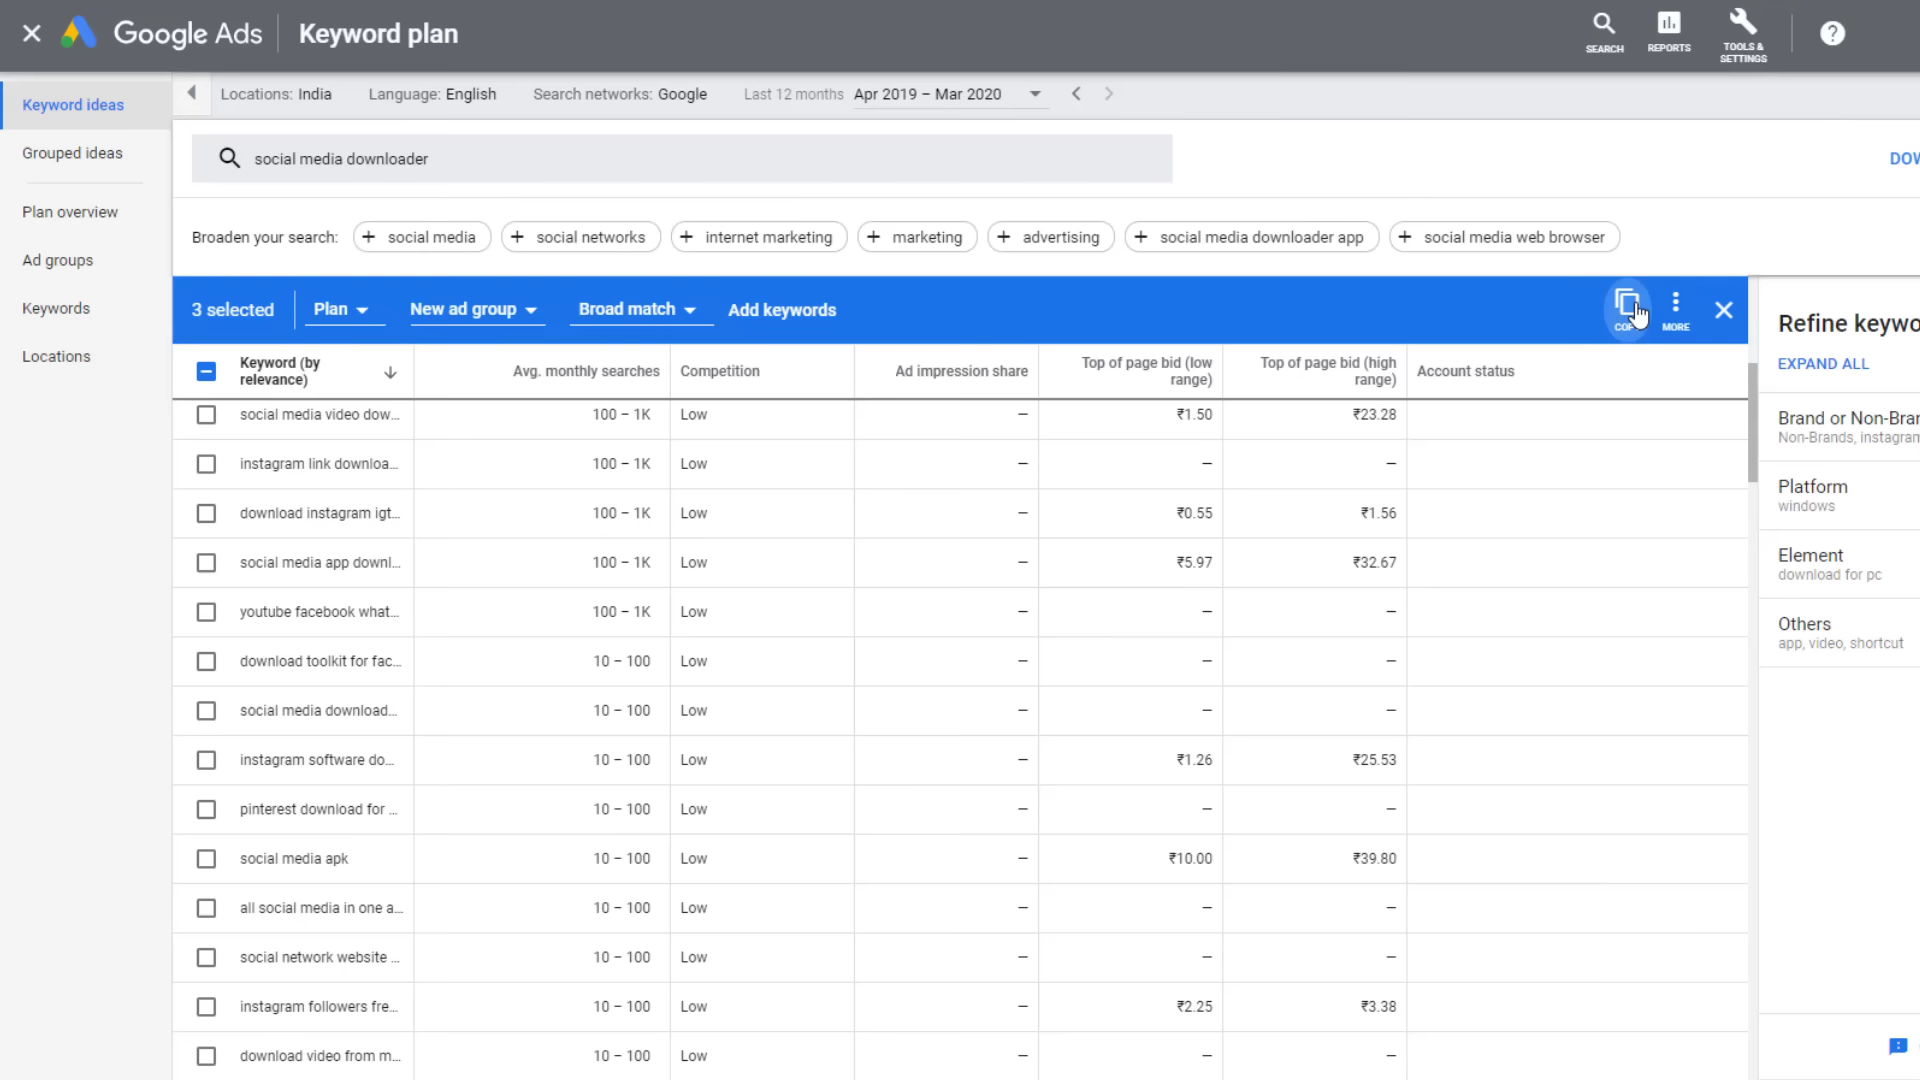 Google Ads
Keyword plan
SEARCH
REPORTS
TOOLS &
SETTINGS
?
Keyword ideas
Grouped ideas
Plan overview
Ad groups
Keywords
Locations
Locations: India
Language: English
Search networks: Google
Last 12 months Apr 2019 – Mar 2020
social media downloader
DOW
Broaden your search:
+ social media
+ social networks
+ internet marketing
+ marketing
+ advertising
+ social media downloader app
+ social media web browser
3 selected
Plan
New ad group
Broad match
Add keywords
MORE
Keyword (by
relevance)
Avg. monthly searches
Competition
Ad impression share
Top of page bid (low
range)
Top of page bid (high
range)
Account status
social media video dow... 100 – 1K Low – ₹1.50 ₹23.28
instagram link downloa... 100 – 1K Low – – –
download instagram igt... 100 – 1K Low – ₹0.55 ₹1.56
social media app downl... 100 – 1K Low – ₹5.97 ₹32.67
youtube facebook what... 100 – 1K Low – – –
download toolkit for fac... 10 – 100 Low – – –
social media download... 10 – 100 Low – – –
instagram software do... 10 – 100 Low – ₹1.26 ₹25.53
pinterest download for ... 10 – 100 Low – – –
social media apk 10 – 100 Low – ₹10.00 ₹39.80
all social media in one a... 10 – 100 Low – – –
social network website ... 10 – 100 Low – – –
instagram followers fre... 10 – 100 Low – ₹2.25 ₹3.38
download video from m... 10 – 100 Low – – –
Refine keywo
EXPAND ALL
Brand or Non-Bran
Non-Brands, instagram
Platform
windows
Element
download for pc
Others
app, video, shortcut